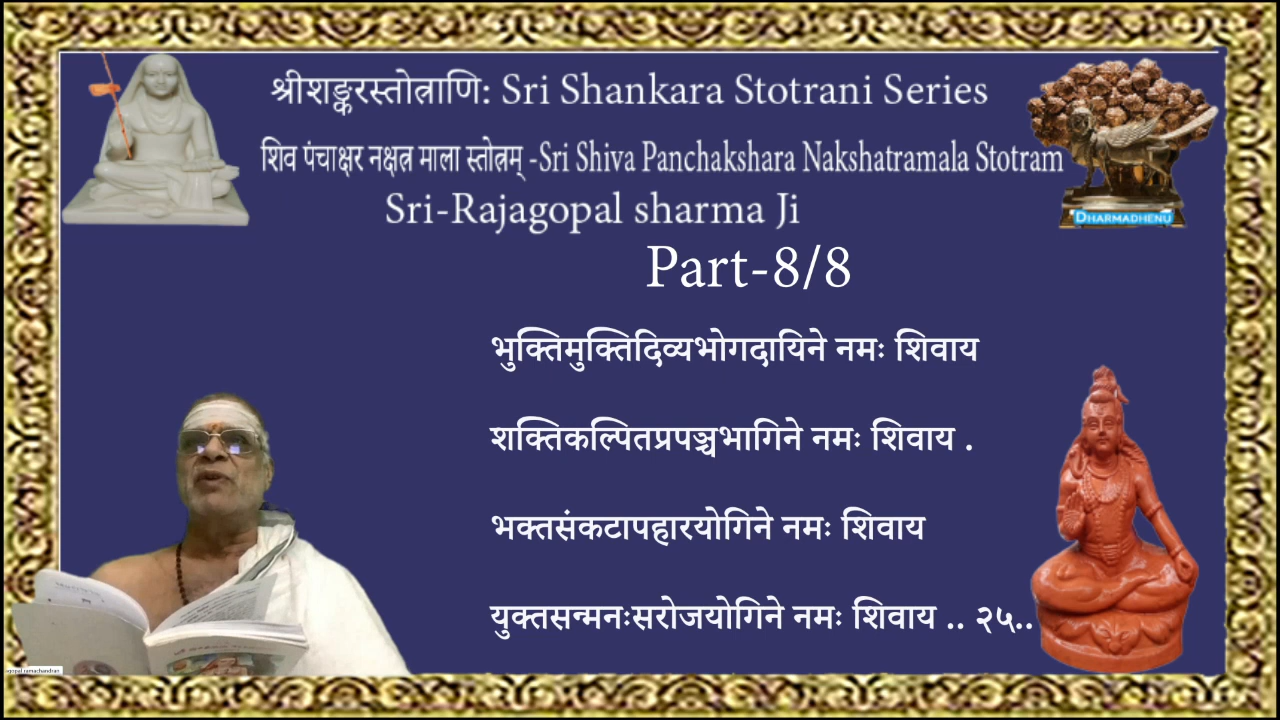 श्रीशङ्करस्तोत्राणि: Sri Shankara Stotrani Series
शिव पंचाक्षर नक्षत्र माला स्तोत्रम् -Sri Shiva Panchakshara Nakshatramala Stotram
Sri-Rajagopal sharma Ji
DHARMADHENU
Part-8/8
भुक्तिमुक्तिदिव्यभोगदायिने नमः शिवाय
शक्तिकल्पितप्रपञ्चभागिने नमः शिवाय .
भक्तसंकटापहारयोगिने नमः शिवाय
युक्तसन्मनःसरोजयोगिने नमः शिवाय .. २५..
agopal ramachandran